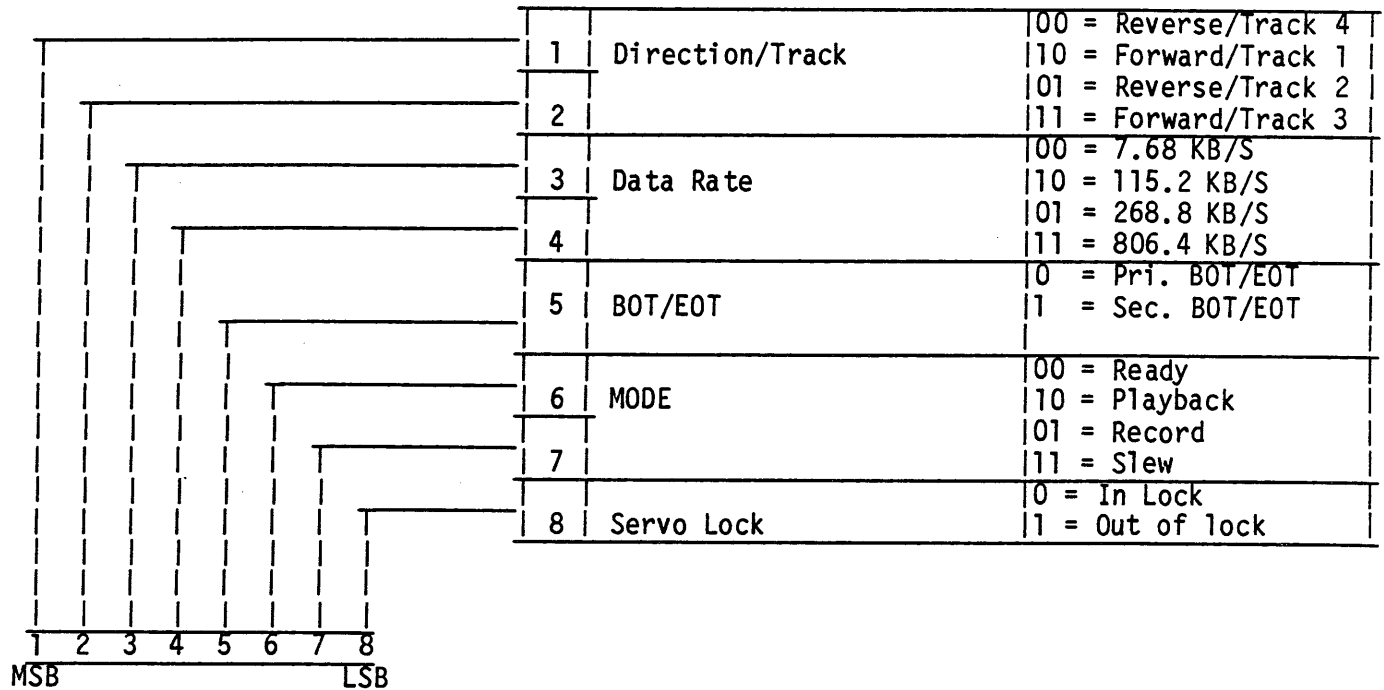 00 = Reverse/Track 4
1 Direction/Track 10 = Forward/Track 1
01 = Reverse/Track 2
2 11 = Forward/Track 3
00 = 7.68 KB/S
3 Data Rate 10 = 115.2 KB/S
01 = 268.8 KB/S
4 11 = 806.4 KB/S
0 = Pri. BOT/EOT
5 BOT/EOT 1 = Sec. BOT/EOT
00 = Ready
6 MODE 10 = Playback
01 = Record
7 11 = Slew
0 = In Lock
8 Servo Lock 1 = Out of lock
1 2 3 4 5 6 7 8
MSB LSB